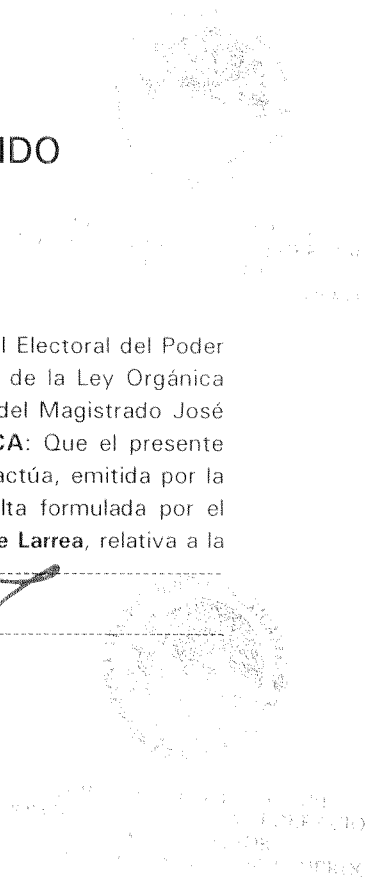 IDO
l Electoral del Poder
de la Ley Orgánica
del Magistrado José
CA: Que el presente
actúa, emitida por la
lta formulada por el
e Larrea, relativa a la